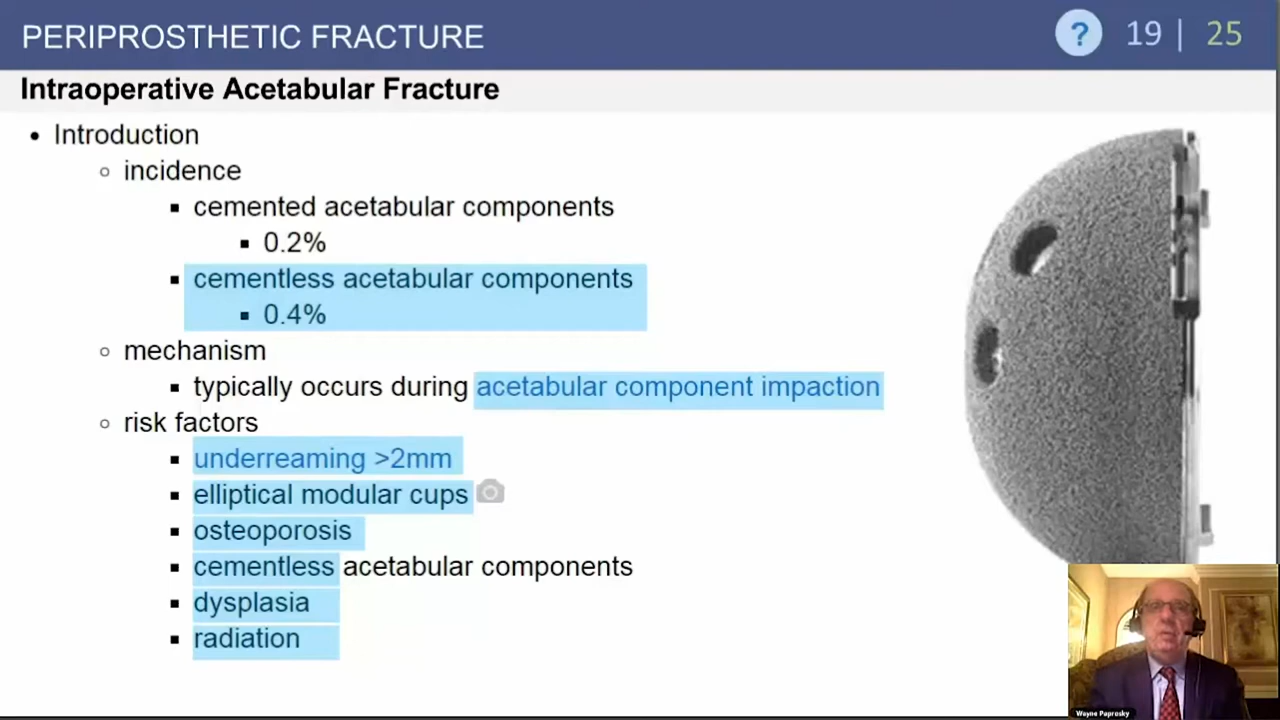 PERIPROSTHETIC FRACTURE
? 19 | 25
Intraoperative Acetabular Fracture
• Introduction
○ incidence
▪ cemented acetabular components
▪ 0.2%
▪ cementless acetabular components
▪ 0.4%
○ mechanism
▪ typically occurs during acetabular component impaction
○ risk factors
▪ underreaming >2mm
▪ elliptical modular cups
▪ osteoporosis
▪ cementless acetabular components
▪ dysplasia
▪ radiation
Wayne Paprosky